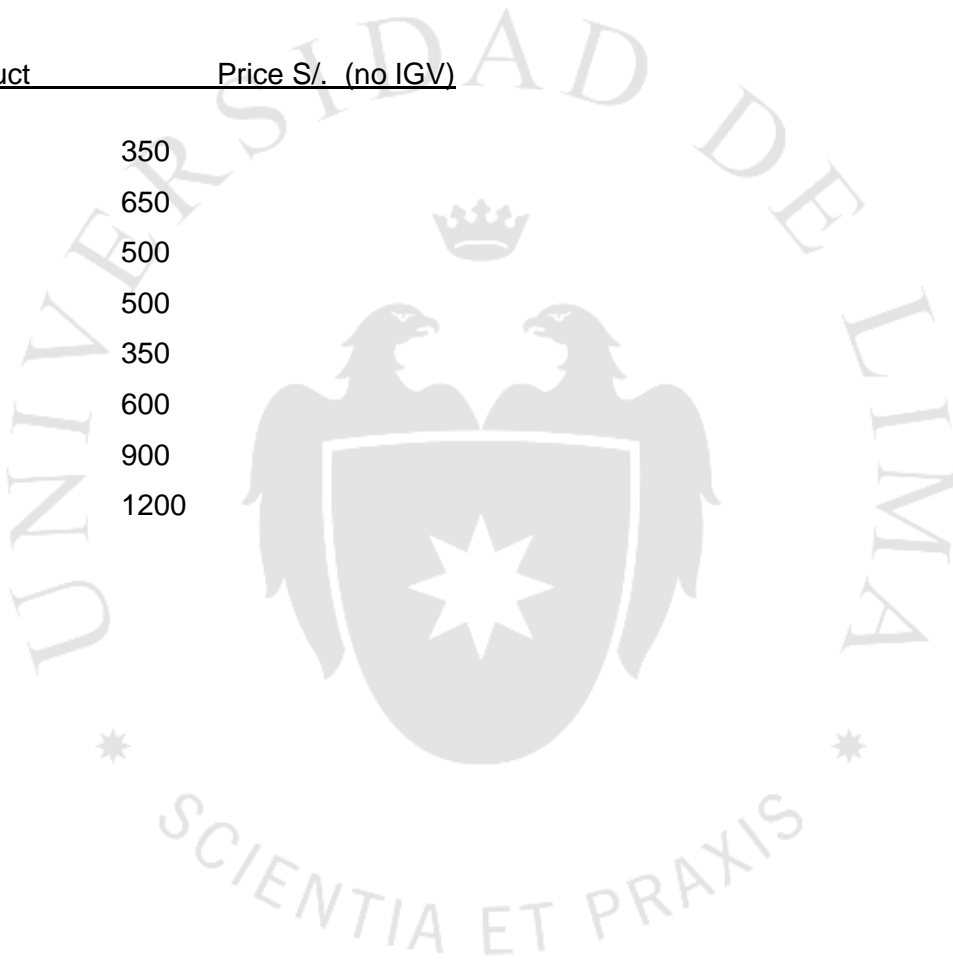 uct Price S/. (no IGV)
350
650
500
500
350
600
900
1200
UNIVERSIDAD DE LIMA
SCIENTIA ET PRAXIS